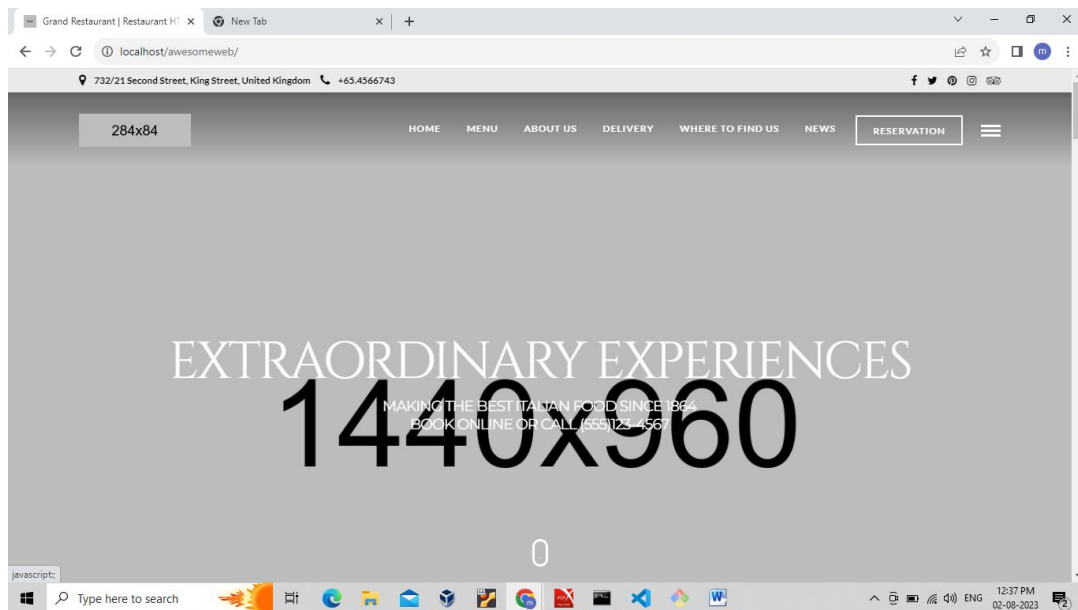 Grand Restaurant | Restaurant HT
New Tab
localhost/awesomeweb/
m
732/21 Second Street, King Street, United Kingdom +65.4566743
284x84
HOME MENU ABOUT US DELIVERY WHERE TO FIND US NEWS RESERVATION
EXTRAORDINARY EXPERIENCES
1440x960
MAKING THE BEST ITALIAN FOOD SINCE 1864
BOOK ONLINE OR CALL (555)123-4567
javascript:;
Type here to search
ENG
12:37 PM
02-08-2023
2